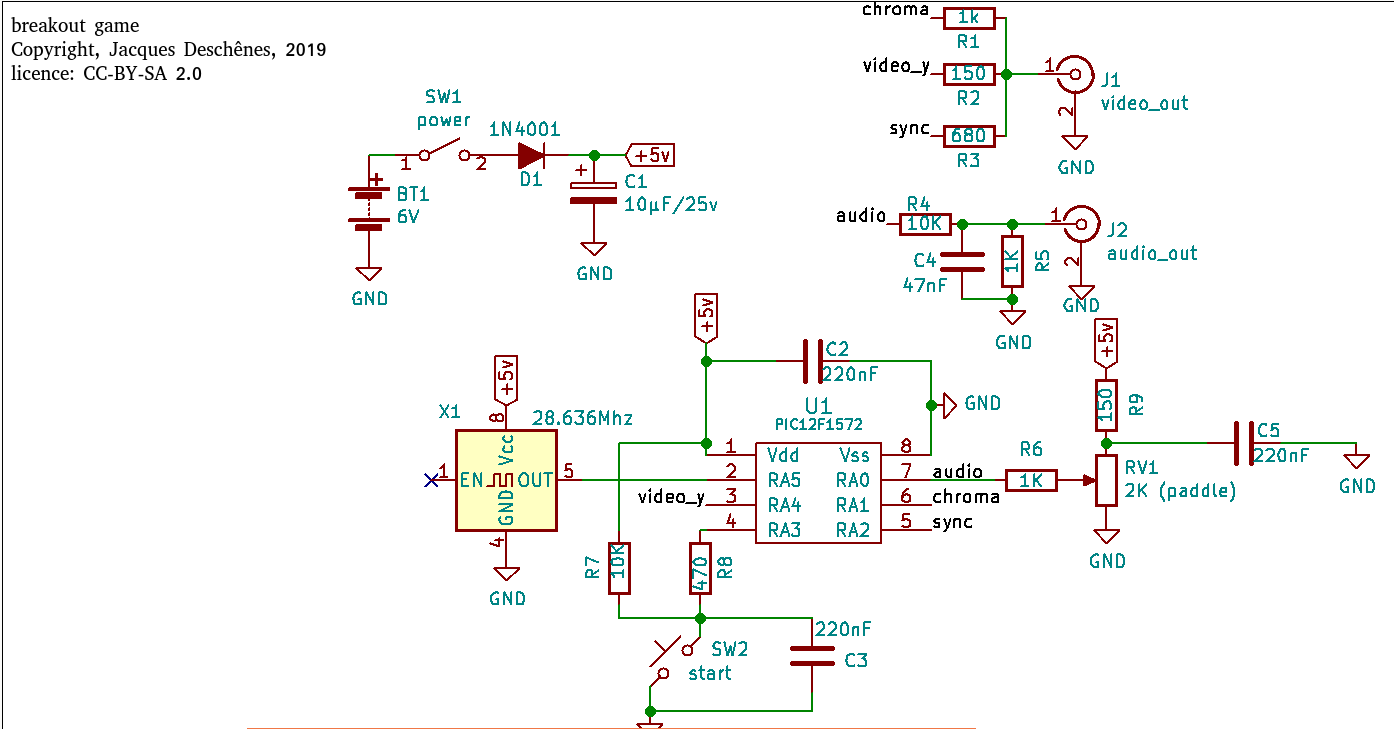 breakout game
Copyright, Jacques Deschênes, 2019
licence: CC-BY-SA 2.0
chroma
1k
R1
video_y
150
R2
sync
680
R3
1
2
J1
video_out
GND
SW1
power
1
2
1N4001
D1
+5v
+
BT1
6V
GND
+
C1
10µF/25v
GND
audio
R4
10K
C4
47nF
1K
R5
GND
1
2
J2
audio_out
GND
+5v
C2
220nF
GND
+5v
X1
28.636Mhz
8
Vcc
1
EN
OUT
5
GND
4
GND
U1
PIC12F1572
1
Vdd
Vss
8
2
RA5
RA0
7
audio
video_y
3
RA4
RA1
6
chroma
4
RA3
RA2
5
sync
R6
1K
+5v
150
R9
RV1
2K (paddle)
GND
C5
220nF
GND
R7
10K
470
R8
SW2
start
220nF
C3